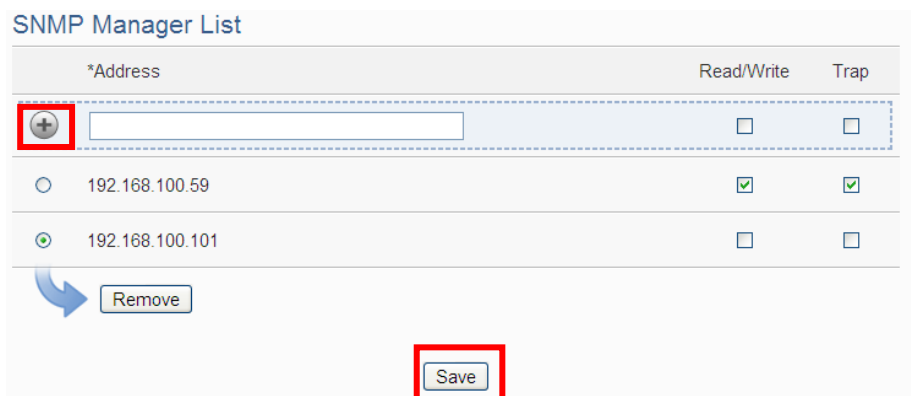 SNMP Manager List
*Address Read/Write Trap
192.168.100.59
192.168.100.101
Remove
Save